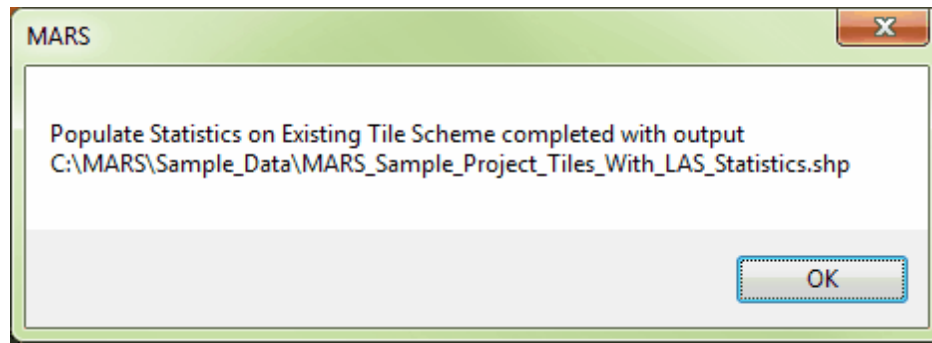 MARS
Populate Statistics on Existing Tile Scheme completed with output
C:\MARS\Sample_Data\MARS_Sample_Project_Tiles_With_LAS_Statistics.shp
OK